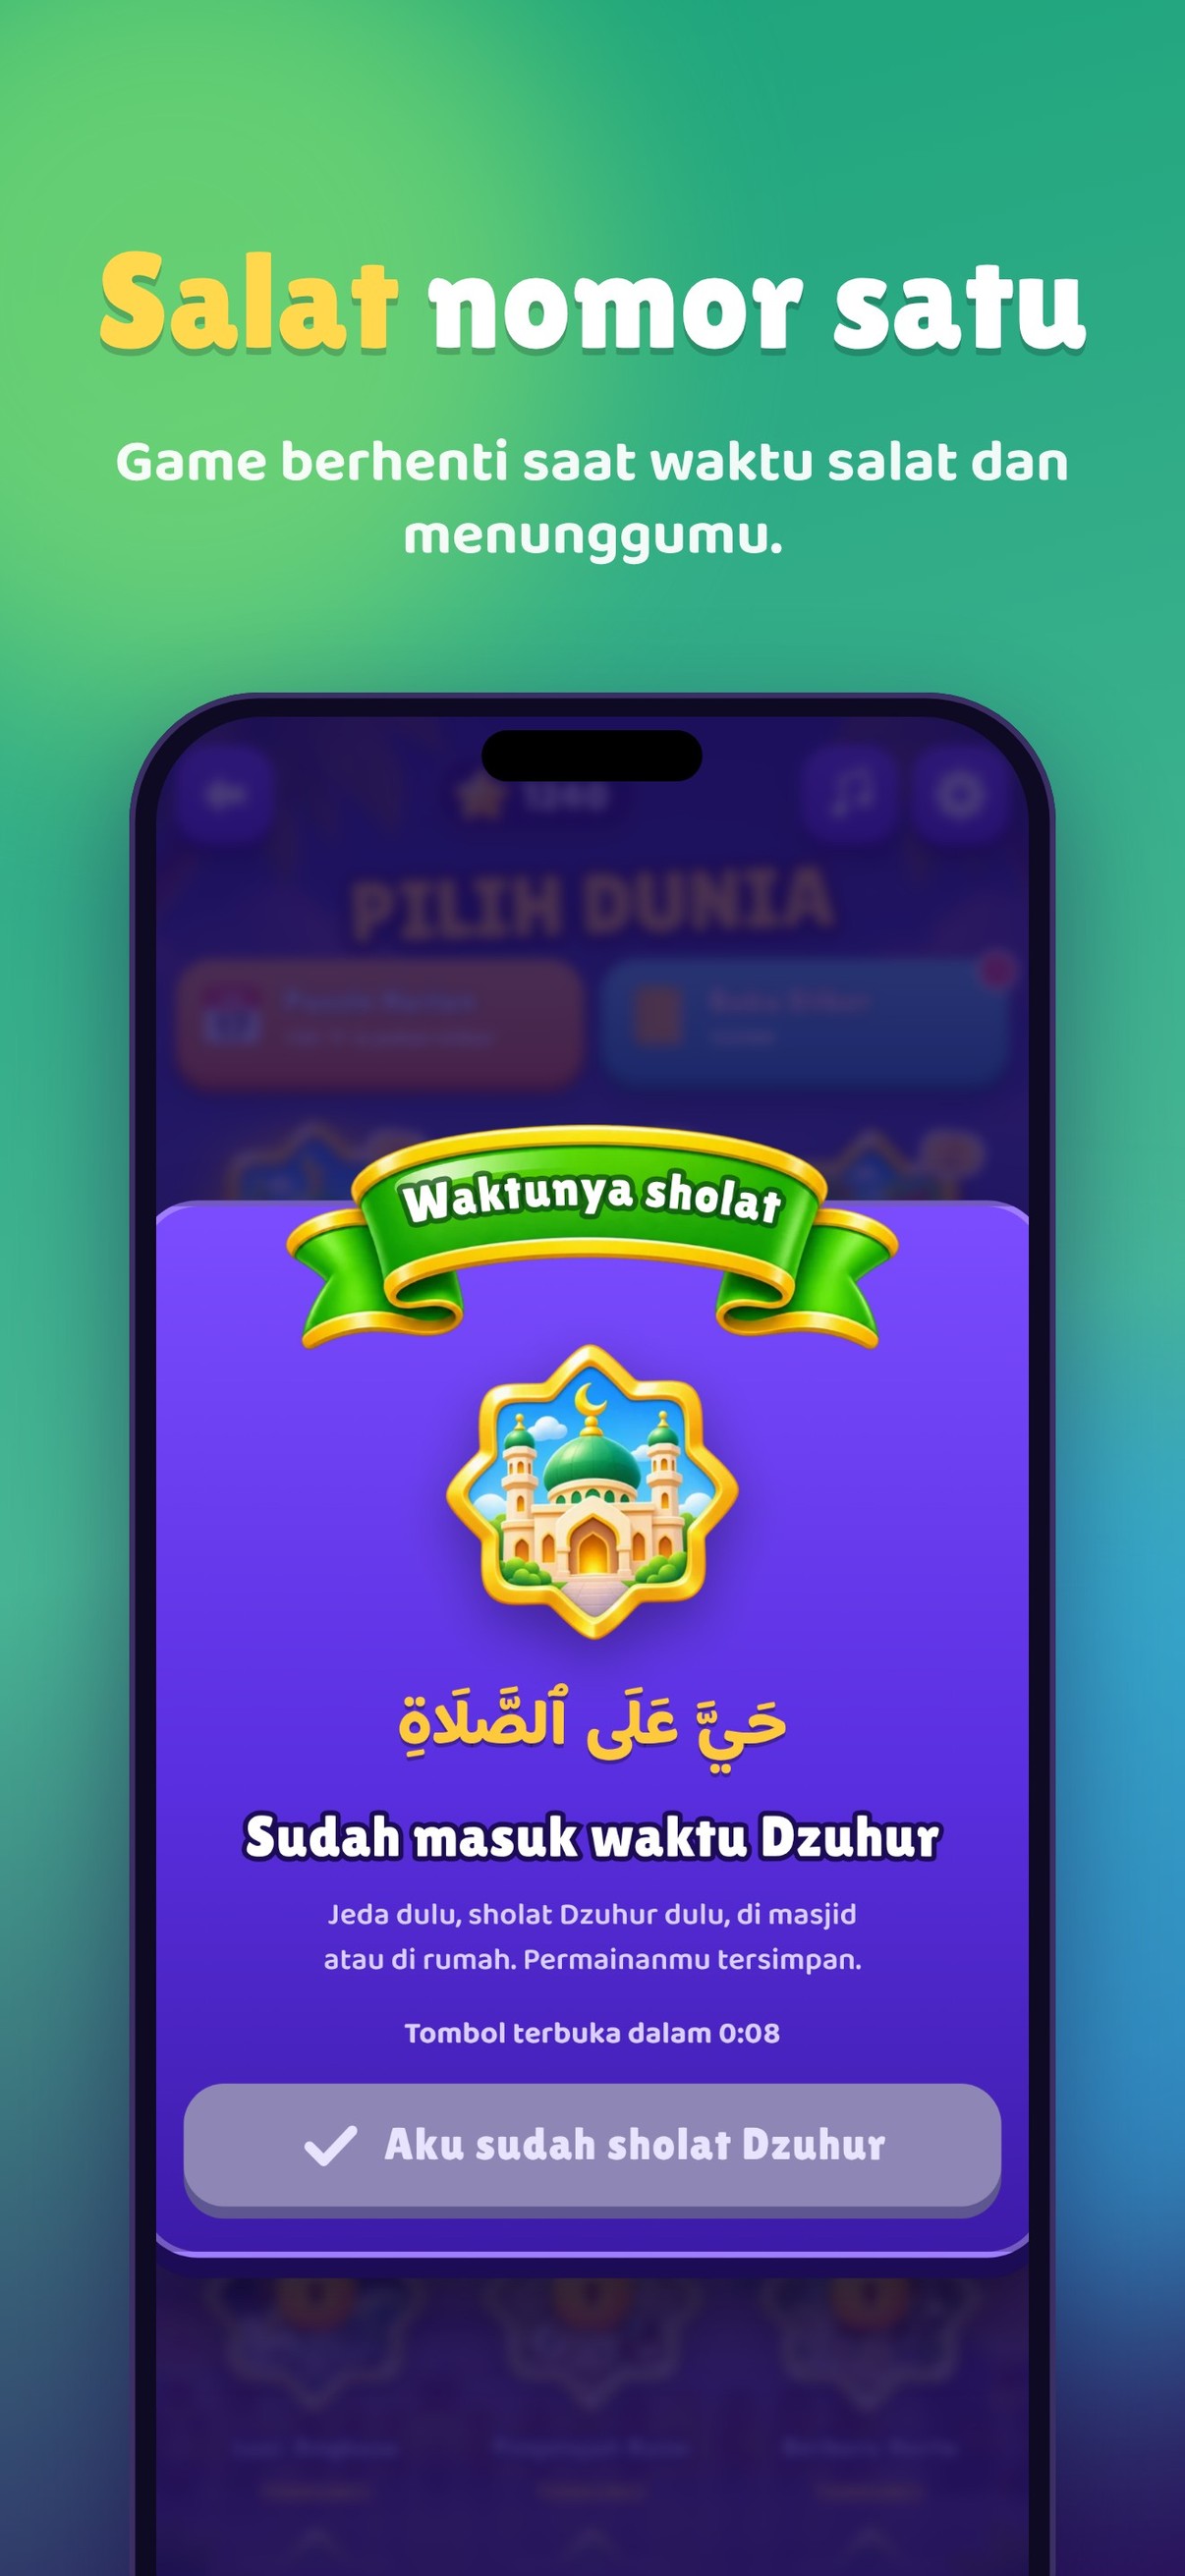 Salat nomor satu
Game berhenti saat waktu salat dan
menunggumu.
1340
PILIH DUNIA
Waktunya sholat
حَيَّ عَلَى ٱلصَّلَاةِ
Sudah masuk waktu Dzuhur
Jeda dulu, sholat Dzuhur dulu, di masjid
atau di rumah. Permainanmu tersimpan.
Tombol terbuka dalam 0:08
Aku sudah sholat Dzuhur